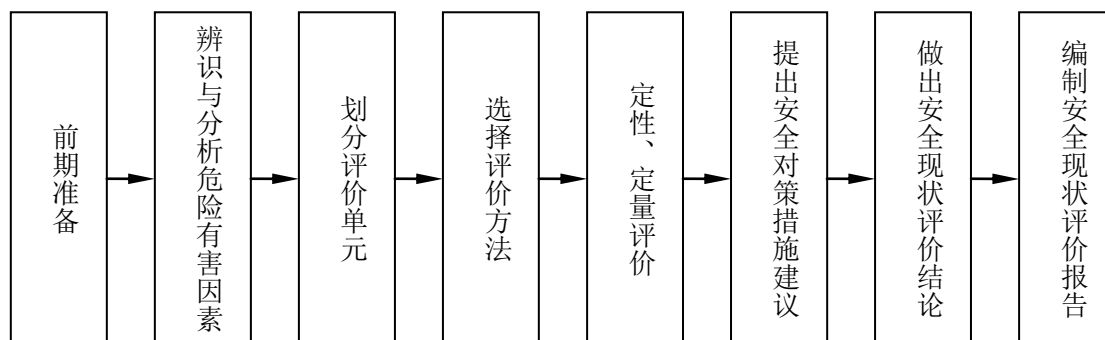 前期准备
辨识与分析危险有害因素
划分评价单元
选择评价方法
定性、定量评价
提出安全对策措施建议
做出安全现状评价结论
编制安全现状评价报告